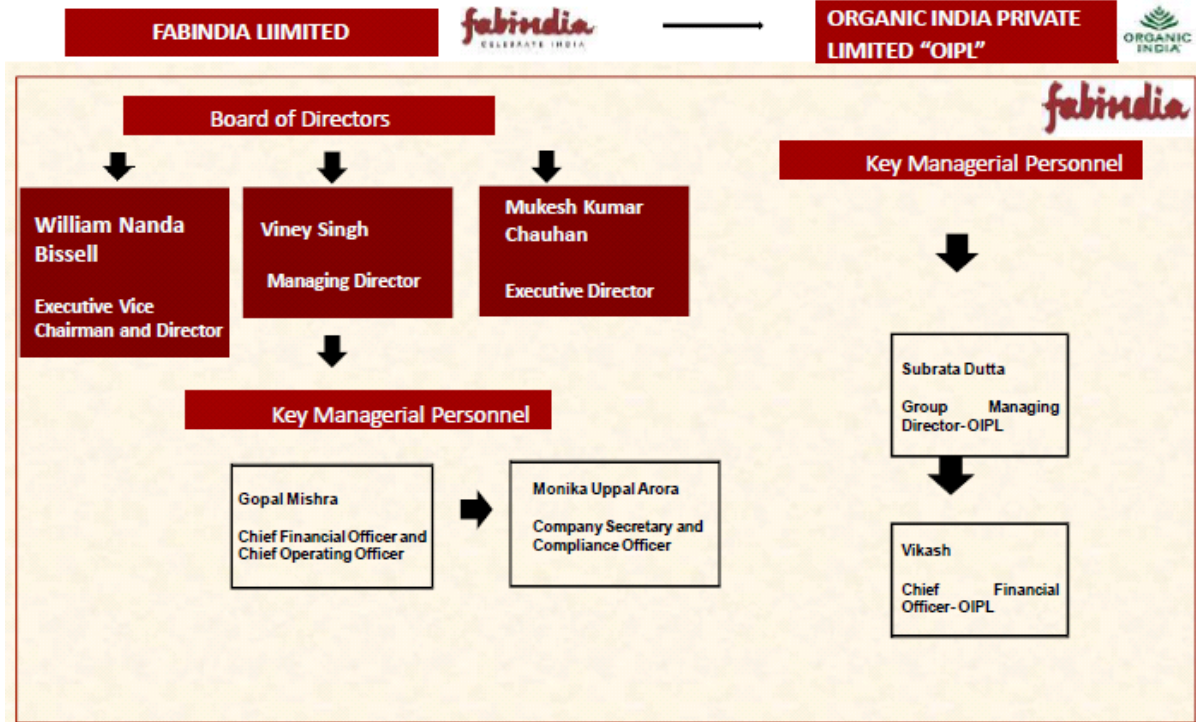 FABINDIA LIIMITED
fabindia
CELEBRATE INDIA
ORGANIC INDIA PRIVATE
LIMITED “OIPL”
ORGANIC
INDIA
fabindia
Board of Directors
William Nanda
Bissell
Executive Vice
Chairman and Director
Viney Singh
Managing Director
Mukesh Kumar
Chauhan
Executive Director
Key Managerial Personnel
Gopal Mishra
Chief Financial Officer and
Chief Operating Officer
Monika Uppal Arora
Company Secretary and
Compliance Officer
Key Managerial Personnel
Subrata Dutta
Group Managing
Director- OIPL
Vikash
Chief Financial
Officer- OIPL